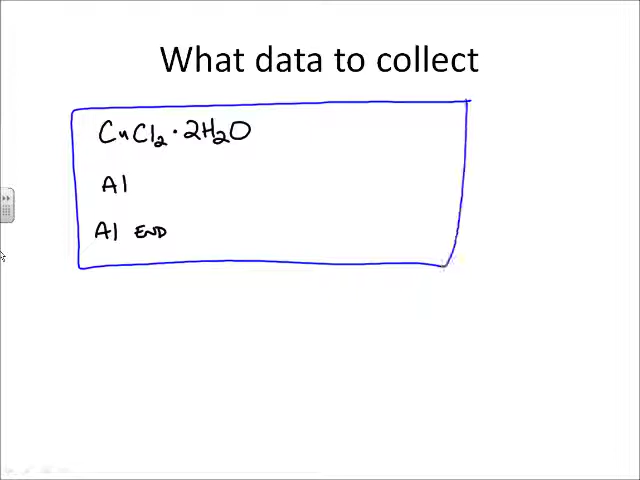 What data to collect
CuCl₂ · 2H₂O
Al
Al END